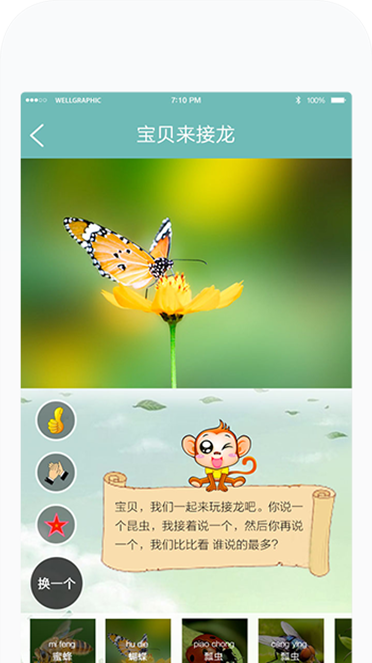 WELLGRAPHIC 7:10 PM 100%
宝贝来接龙
宝贝，我们一起来玩接龙吧。你说一
个昆虫，我接着说一个，然后你再说
一个，我们比比看 谁说的最多？
换一个
mi feng hu die piao chong qing ying
蜜蜂 蝴蝶 瓢虫 瓢虫